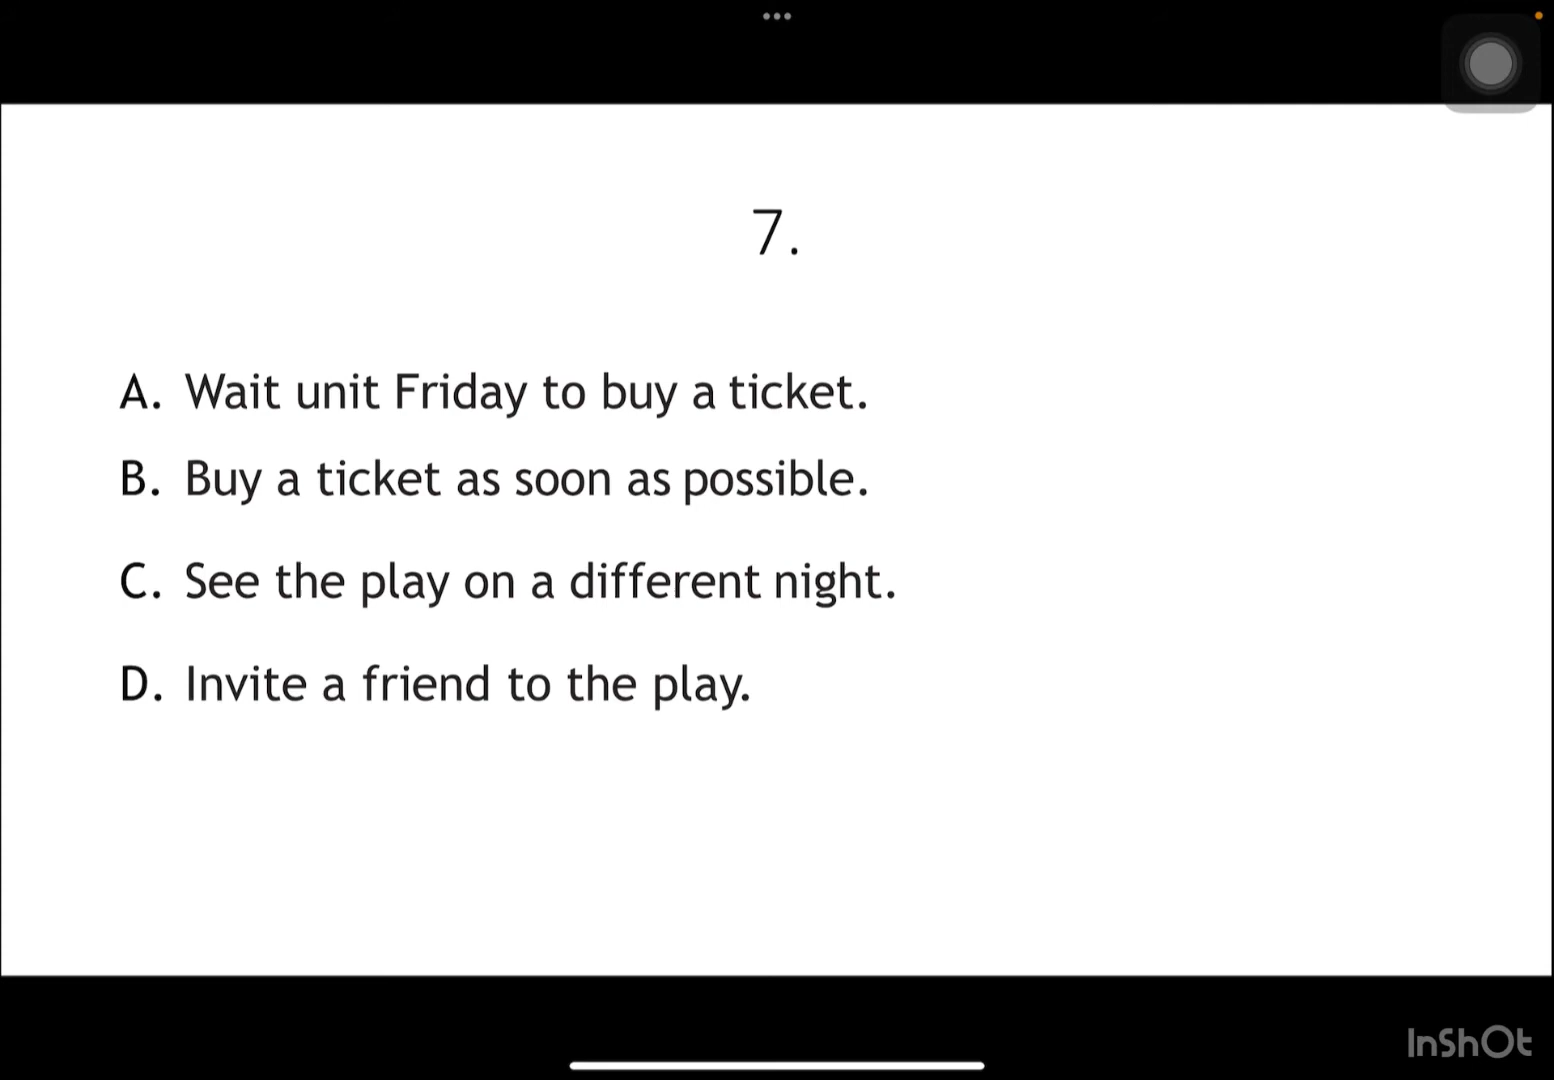 7.
A. Wait unit Friday to buy a ticket.
B. Buy a ticket as soon as possible.
C. See the play on a different night.
D. Invite a friend to the play.
InShOt